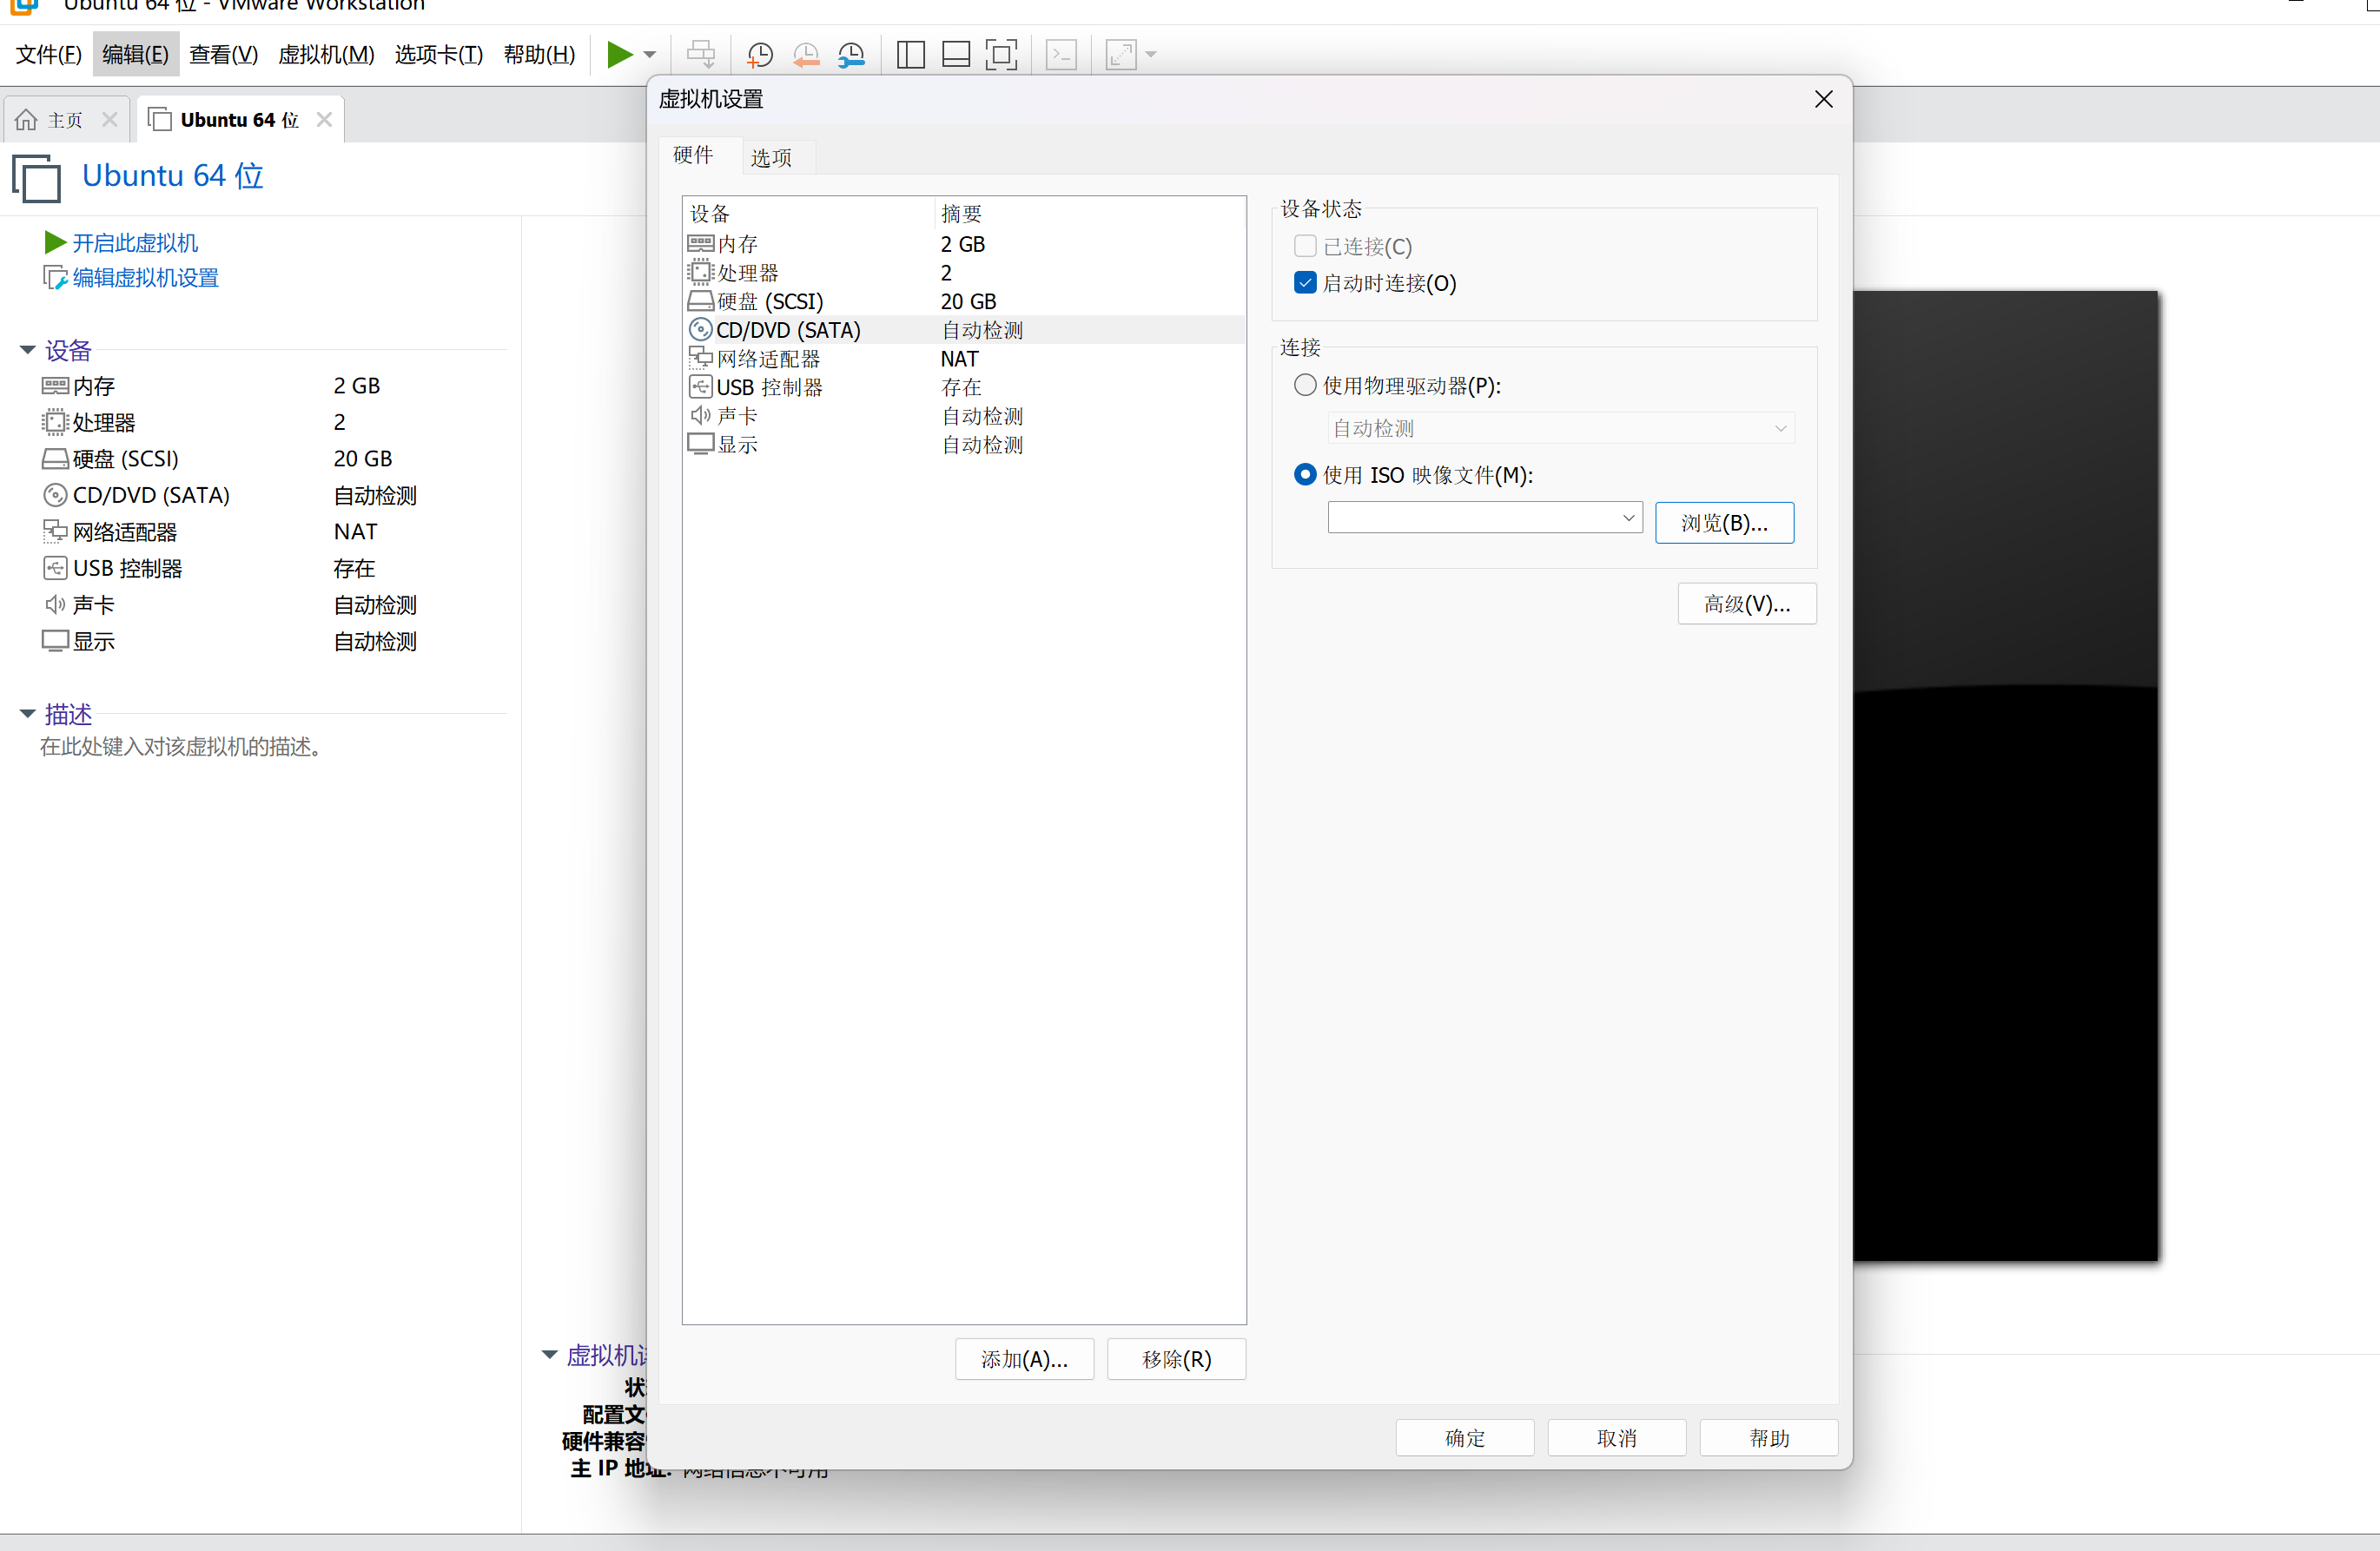 Ubuntu 64 位 - VMware Workstation
文件(F) 编辑(E) 查看(V) 虚拟机(M) 选项卡(T) 帮助(H)
主页 Ubuntu 64 位
Ubuntu 64 位
开启此虚拟机
编辑虚拟机设置
设备
内存 2 GB
处理器 2
硬盘 (SCSI) 20 GB
CD/DVD (SATA) 自动检测
网络适配器 NAT
USB 控制器 存在
声卡 自动检测
显示 自动检测
描述
在此处键入对该虚拟机的描述。
虚拟机设置
硬件 选项
设备 摘要
内存 2 GB
处理器 2
硬盘 (SCSI) 20 GB
CD/DVD (SATA) 自动检测
网络适配器 NAT
USB 控制器 存在
声卡 自动检测
显示 自动检测
添加(A)... 移除(R)
设备状态
已连接(C)
启动时连接(O)
连接
使用物理驱动器(P):
自动检测
使用 ISO 映像文件(M):
浏览(B)...
高级(V)...
确定 取消 帮助
虚拟机
状
配置文
硬件兼容
主 IP 地址: 网络信息不可用